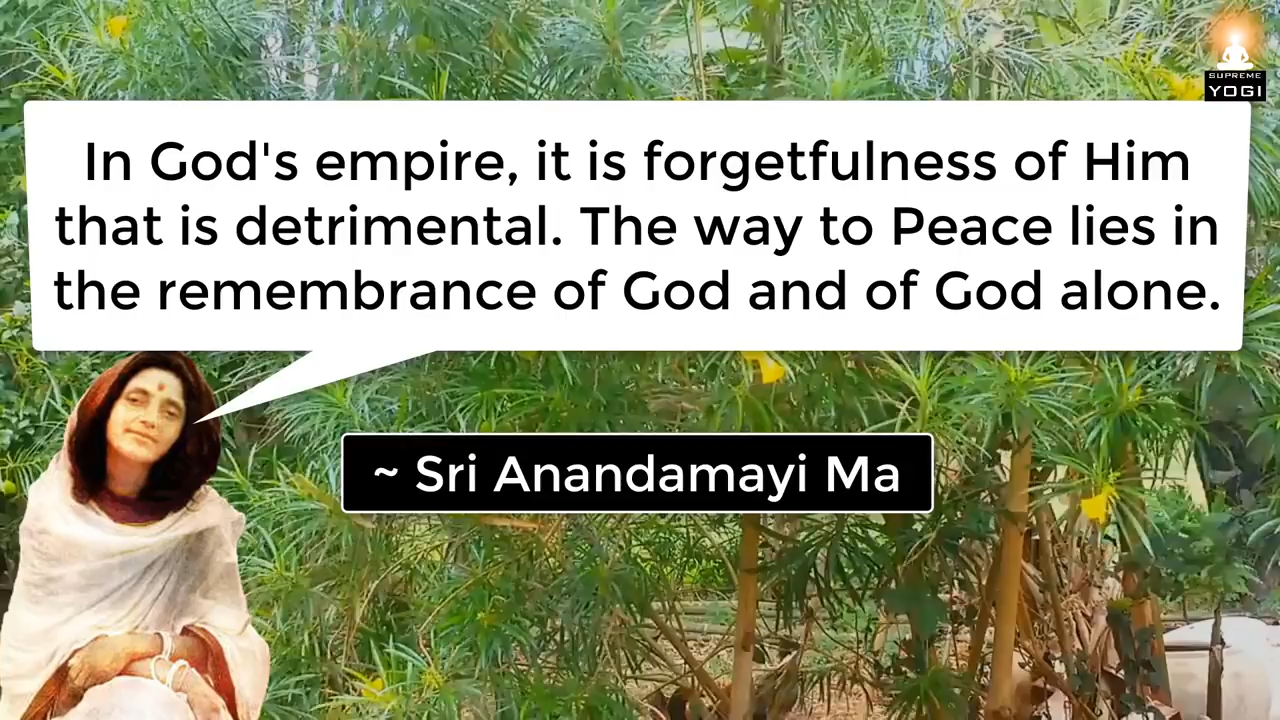 SUPREME
YOGI
In God's empire, it is forgetfulness of Him
that is detrimental. The way to Peace lies in
the remembrance of God and of God alone.
~ Sri Anandamayi Ma